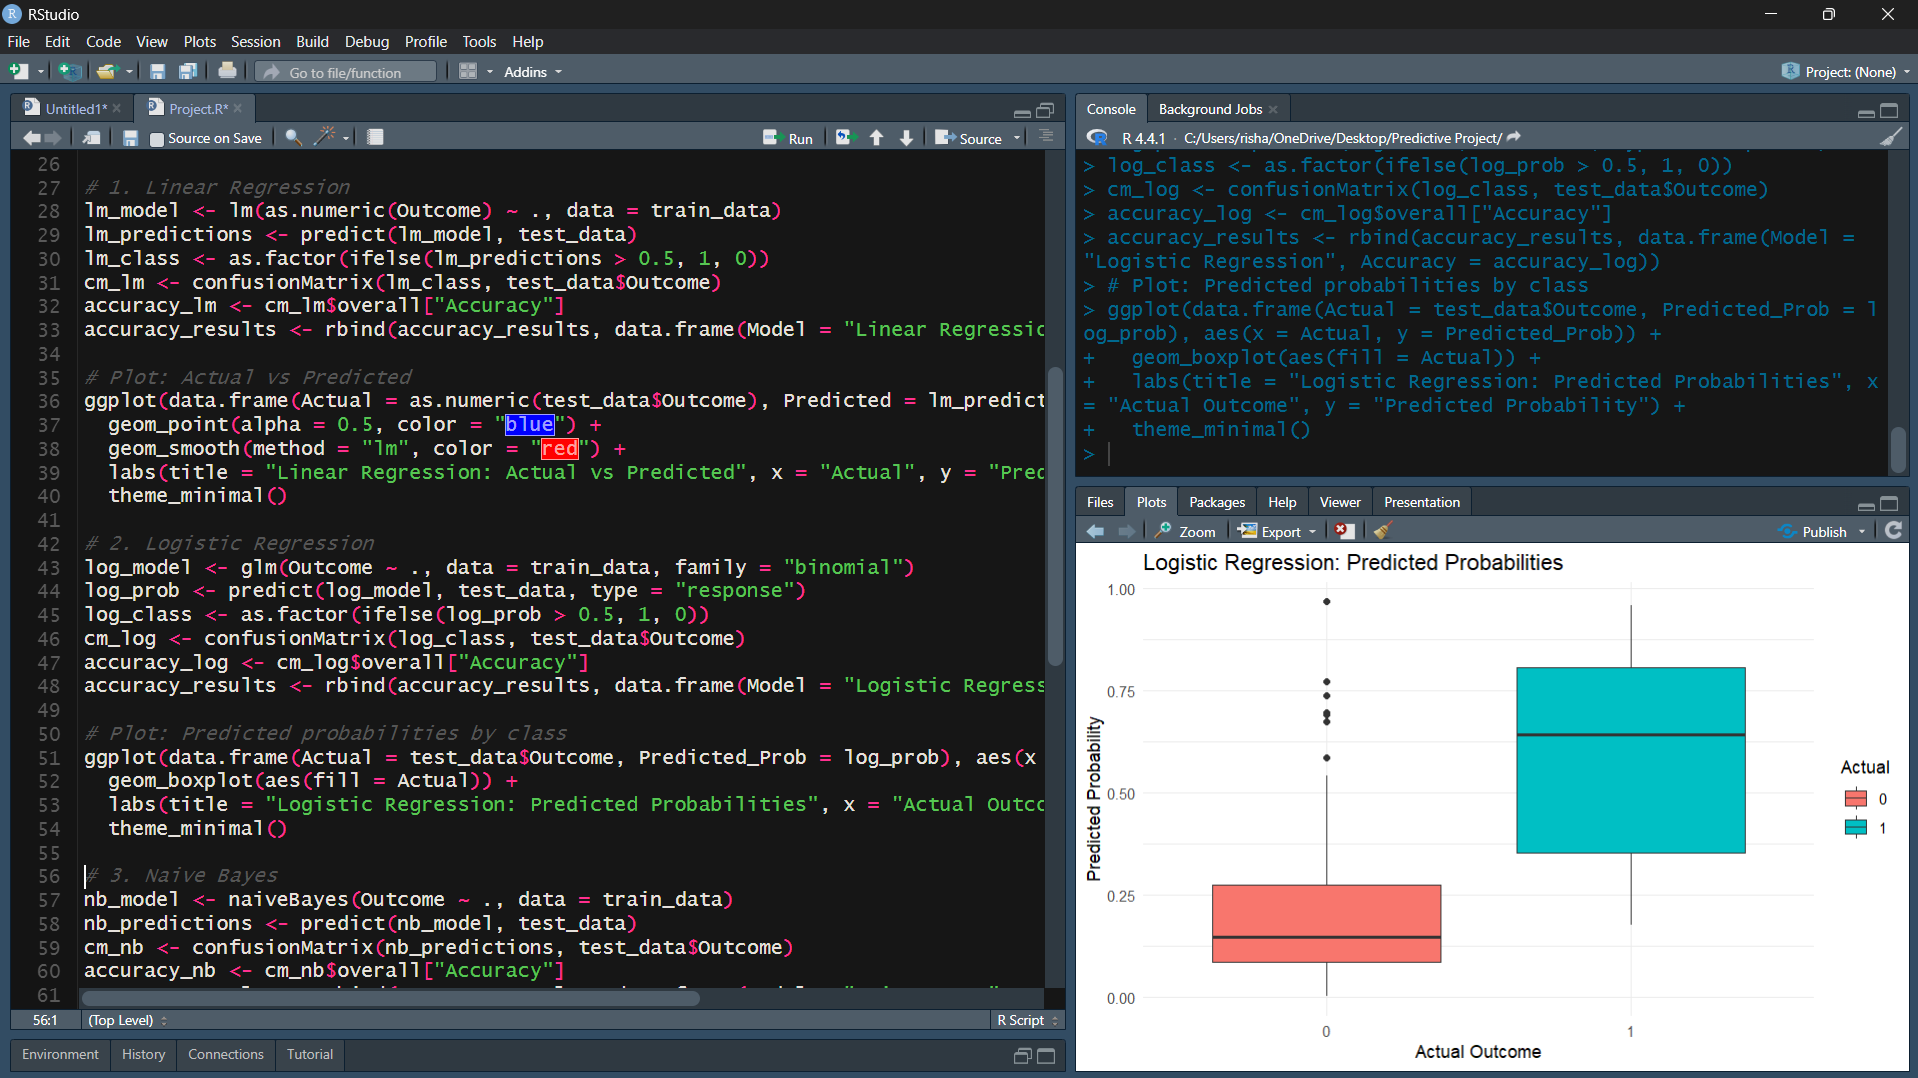 RStudio
File Edit Code View Plots Session Build Debug Profile Tools Help
Go to file/function Addins Project: (None)
Untitled1* Project.R*
Source on Save Run Source
26
27 # 1. Linear Regression
28 lm_model <- lm(as.numeric(Outcome) ~ ., data = train_data)
29 lm_predictions <- predict(lm_model, test_data)
30 lm_class <- as.factor(ifelse(lm_predictions > 0.5, 1, 0))
31 cm_lm <- confusionMatrix(lm_class, test_data$Outcome)
32 accuracy_lm <- cm_lm$overall["Accuracy"]
33 accuracy_results <- rbind(accuracy_results, data.frame(Model = "Linear Regressic
34
35 # Plot: Actual vs Predicted
36 ggplot(data.frame(Actual = as.numeric(test_data$Outcome), Predicted = lm_predict
37 geom_point(alpha = 0.5, color = "blue") +
38 geom_smooth(method = "lm", color = "red") +
39 labs(title = "Linear Regression: Actual vs Predicted", x = "Actual", y = "Pred
40 theme_minimal()
41
42 # 2. Logistic Regression
43 log_model <- glm(Outcome ~ ., data = train_data, family = "binomial")
44 log_prob <- predict(log_model, test_data, type = "response")
45 log_class <- as.factor(ifelse(log_prob > 0.5, 1, 0))
46 cm_log <- confusionMatrix(log_class, test_data$Outcome)
47 accuracy_log <- cm_log$overall["Accuracy"]
48 accuracy_results <- rbind(accuracy_results, data.frame(Model = "Logistic Regress
49
50 # Plot: Predicted probabilities by class
51 ggplot(data.frame(Actual = test_data$Outcome, Predicted_Prob = log_prob), aes(x
52 geom_boxplot(aes(fill = Actual)) +
53 labs(title = "Logistic Regression: Predicted Probabilities", x = "Actual Outco
54 theme_minimal()
55
56 # 3. Naive Bayes
57 nb_model <- naiveBayes(Outcome ~ ., data = train_data)
58 nb_predictions <- predict(nb_model, test_data)
59 cm_nb <- confusionMatrix(nb_predictions, test_data$Outcome)
60 accuracy_nb <- cm_nb$overall["Accuracy"]
61
56:1 (Top Level) R Script
Environment History Connections Tutorial
Console Background Jobs
R 4.4.1 · C:/Users/risha/OneDrive/Desktop/Predictive Project/
> log_class <- as.factor(ifelse(log_prob > 0.5, 1, 0))
> cm_log <- confusionMatrix(log_class, test_data$Outcome)
> accuracy_log <- cm_log$overall["Accuracy"]
> accuracy_results <- rbind(accuracy_results, data.frame(Model =
"Logistic Regression", Accuracy = accuracy_log))
> # Plot: Predicted probabilities by class
> ggplot(data.frame(Actual = test_data$Outcome, Predicted_Prob = l
og_prob), aes(x = Actual, y = Predicted_Prob)) +
+ geom_boxplot(aes(fill = Actual)) +
+ labs(title = "Logistic Regression: Predicted Probabilities", x
= "Actual Outcome", y = "Predicted Probability") +
+ theme_minimal()
>
Files Plots Packages Help Viewer Presentation
Zoom Export Publish
Logistic Regression: Predicted Probabilities
1.00
0.75
0.50
0.25
0.00
Predicted Probability
0 1
Actual Outcome
Actual
0
1